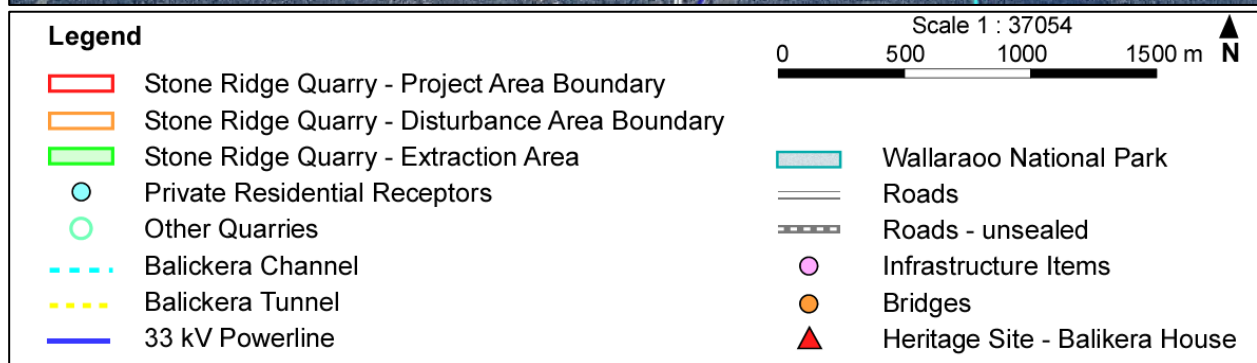 Legend
Scale 1 : 37054
0 500 1000 1500 m N
Stone Ridge Quarry - Project Area Boundary
Stone Ridge Quarry - Disturbance Area Boundary
Stone Ridge Quarry - Extraction Area
Private Residential Receptors
Other Quarries
Balickera Channel
Balickera Tunnel
33 kV Powerline
Wallaraoo National Park
Roads
Roads - unsealed
Infrastructure Items
Bridges
Heritage Site - Balikera House